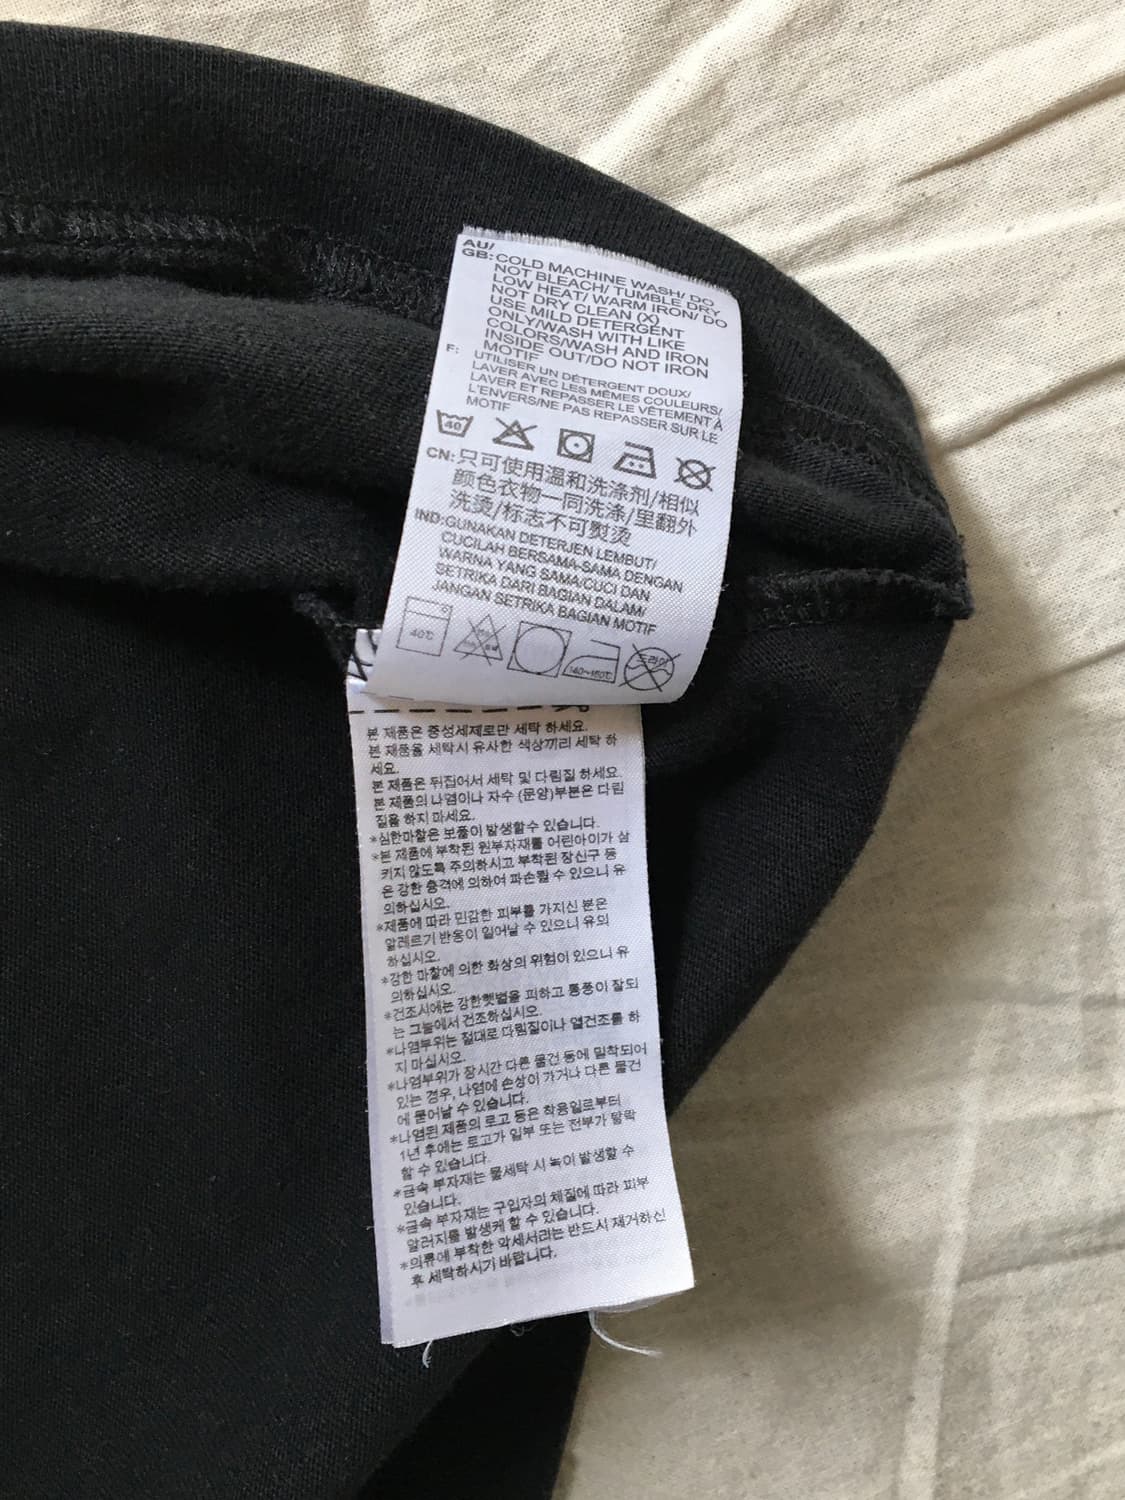 AU/
GB: COLD MACHINE WASH/ DO
NOT BLEACH/ TUMBLE DRY
LOW HEAT/ WARM IRON/ DO
NOT DRY CLEAN (X)
USE MILD DETERGENT
ONLY/WASH WITH LIKE
COLORS/WASH AND IRON
INSIDE OUT/DO NOT IRON
MOTIF
F: UTILISER UN DÉTERGENT DOUX/
LAVER AVEC LES MÊMES COULEURS/
LAVER ET REPASSER LE VÊTEMENT À
L'ENVERS/NE PAS REPASSER SUR LE
MOTIF
40
CN: 只可使用温和洗涤剂/相似
颜色衣物一同洗涤/里翻外
洗烫/标志不可熨烫
IND: GUNAKAN DETERJEN LEMBUT/
CUCILAH BERSAMA-SAMA DENGAN
WARNA YANG SAMA/CUCI DAN
SETRIKA DARI BAGIAN DALAM/
JANGAN SETRIKA BAGIAN MOTIF
40℃
140~160℃
드라이
본 제품은 중성세제로만 세탁 하세요.
본 제품을 세탁시 유사한 색상끼리 세탁 하
세요.
본 제품은 뒤집어서 세탁 및 다림질 하세요.
본 제품의 나염이나 자수 (문양)부분은 다림
질을 하지 마세요.
*심한마찰은 보풀이 발생할수 있습니다.
*본 제품에 부착된 원부자재를 어린아이가 삼
키지 않도록 주의하시고 부착된 장신구 등
은 강한 충격에 의하여 파손될 수 있으니 유
의하십시오.
*제품에 따라 민감한 피부를 가지신 분은
알레르기 반응이 일어날 수 있으니 유의
하십시오.
*강한 마찰에 의한 화상의 위험이 있으니 유
의하십시오.
*건조시에는 강한햇볕을 피하고 통풍이 잘되
는 그늘에서 건조하십시오.
*나염부위는 절대로 다림질이나 열건조를 하
지 마십시오.
*나염부위가 장시간 다른 물건 등에 밀착되어
있는 경우, 나염에 손상이 가거나 다른 물건
에 묻어날 수 있습니다.
*나염된 제품의 로고 등은 착용일로부터
1년 후에는 로고가 일부 또는 전부가 탈락
할 수 있습니다.
*금속 부자재는 물세탁 시 녹이 발생할 수
있습니다.
*금속 부자재는 구입자의 체질에 따라 피부
알러지를 발생케 할 수 있습니다.
*의류에 부착한 악세서리는 반드시 제거하신
후 세탁하시기 바랍니다.